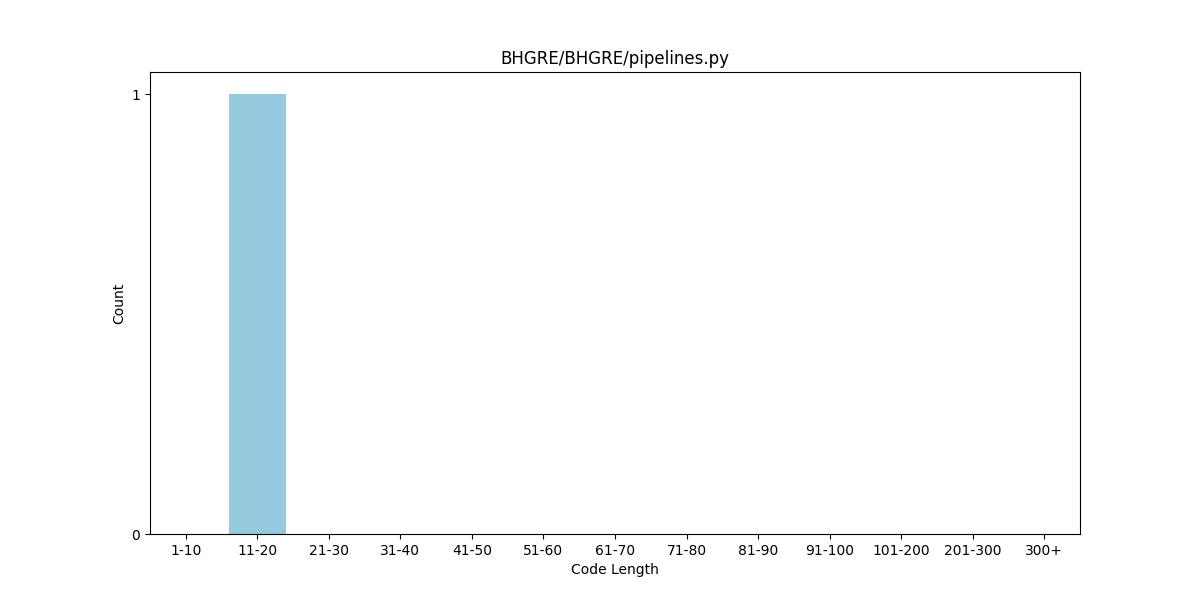 BHGRE/BHGRE/pipelines.py
1
Count
0
1-10 11-20 21-30 31-40 41-50 51-60 61-70 71-80 81-90 91-100 101-200 201-300 300+
Code Length